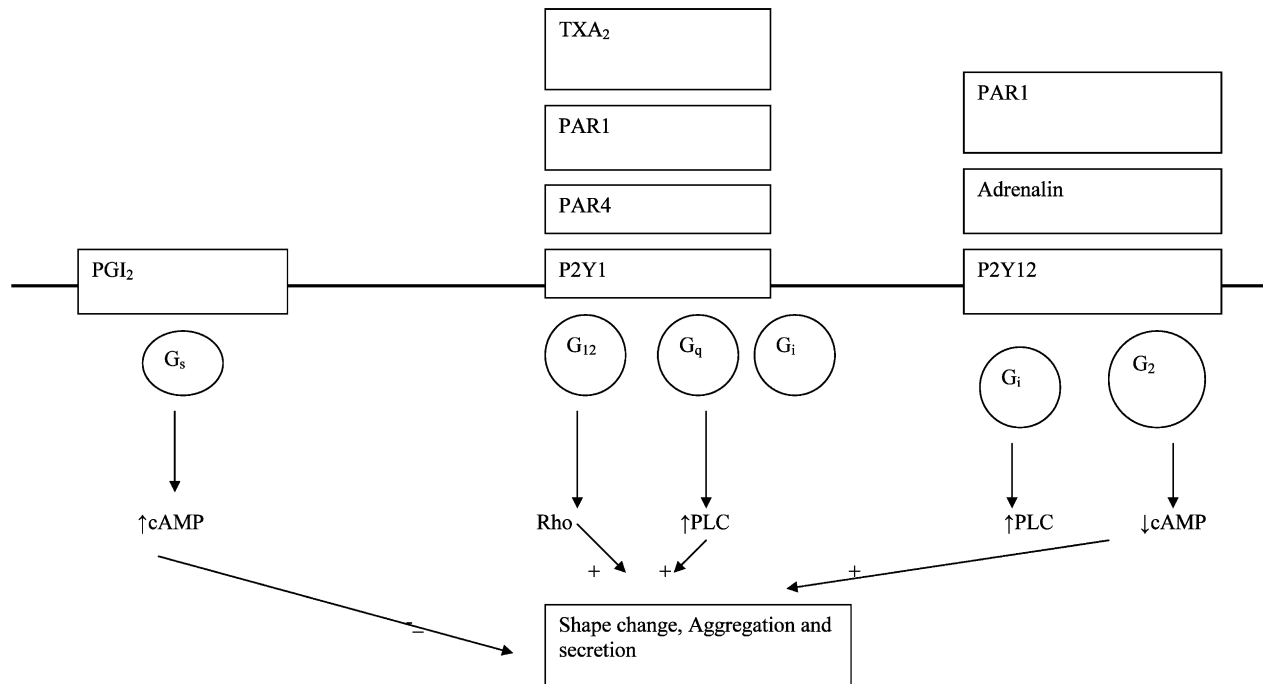 TXA₂
PAR1
PAR1
PAR4
Adrenalin
PGI₂
P2Y1
P2Y12
Gₛ
G₁₂
G_q
Gᵢ
Gᵢ
G₂
↑cAMP
Rho
↑PLC
↑PLC
↓cAMP
+
+
+
-
Shape change, Aggregation and
secretion